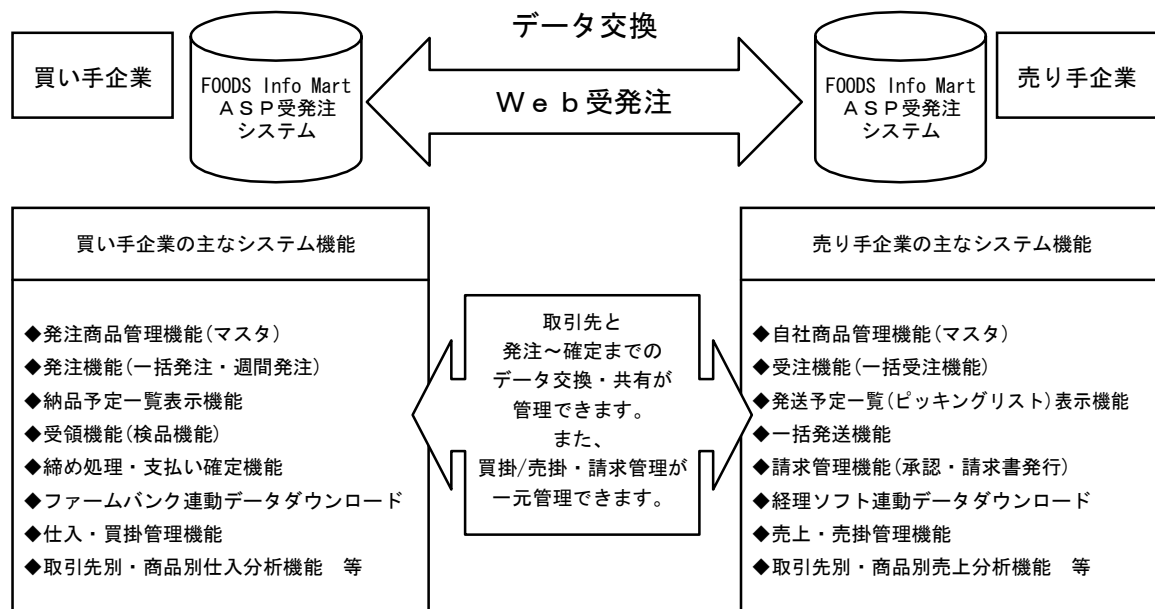 データ交換
買い手企業
FOODS Info Mart
ＡＳＰ受発注
システム
Ｗｅｂ受発注
FOODS Info Mart
ＡＳＰ受発注
システム
売り手企業
買い手企業の主なシステム機能
◆発注商品管理機能(マスタ)
◆発注機能(一括発注・週間発注)
◆納品予定一覧表示機能
◆受領機能(検品機能)
◆締め処理・支払い確定機能
◆ファームバンク連動データダウンロード
◆仕入・買掛管理機能
◆取引先別・商品別仕入分析機能　等
取引先と
発注～確定までの
データ交換・共有が
管理できます。
また、
買掛/売掛・請求管理が
一元管理できます。
売り手企業の主なシステム機能
◆自社商品管理機能(マスタ)
◆受注機能(一括受注機能)
◆発送予定一覧(ピッキングリスト)表示機能
◆一括発送機能
◆請求管理機能(承認・請求書発行)
◆経理ソフト連動データダウンロード
◆売上・売掛管理機能
◆取引先別・商品別売上分析機能　等